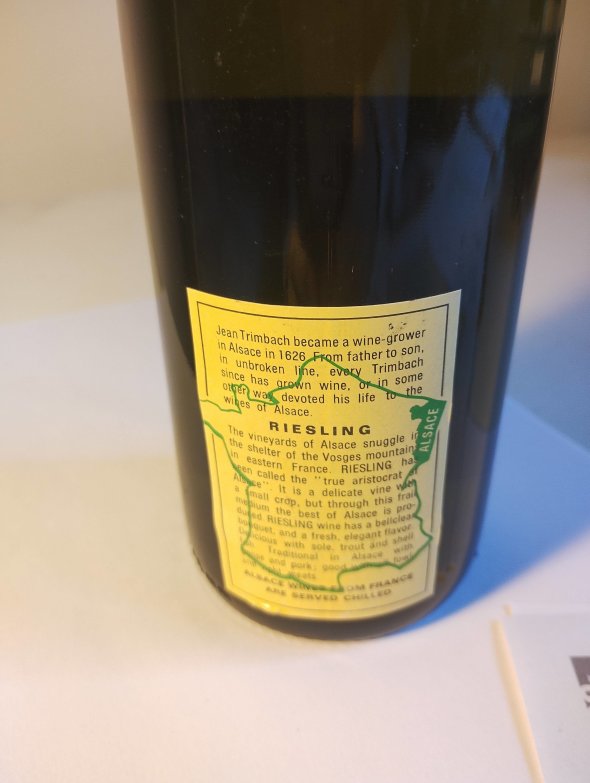 Jean Trimbach became a wine-grower
in Alsace in 1626. From father to son,
in unbroken line, every Trimbach
since has grown wine, or in some
other way devoted his life to the
wines of Alsace.
RIESLING
The vineyards of Alsace snuggle in
the shelter of the Vosges mountains
in eastern France. RIESLING has
been called the "true aristocrat of
Alsace". It is a delicate vine with
a small crop, but through this frail
medium the best of Alsace is pro-
duced RIESLING wine has a bellclear
bouquet, and a fresh, elegant flavor.
Delicious with sole, trout and shell
Traditional in Alsace with
and pork; good with
meats
ALSACE WINES FROM FRANCE
ARE SERVED CHILLED
ALSACE